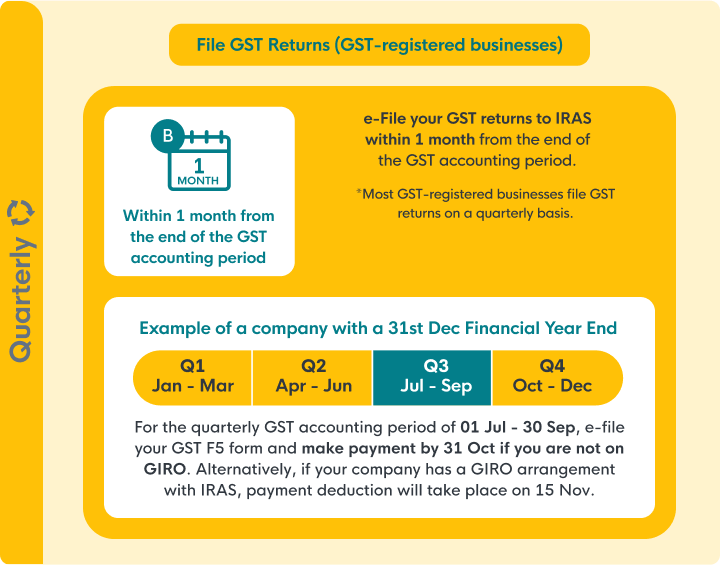 File GST Returns (GST-registered businesses)
Quarterly
B
1
MONTH
Within 1 month from
the end of the GST
accounting period
e-File your GST returns to IRAS
within 1 month from the end of
the GST accounting period.
*Most GST-registered businesses file GST
returns on a quarterly basis.
Example of a company with a 31st Dec Financial Year End
Q1 Q2 Q3 Q4
Jan - Mar Apr - Jun Jul - Sep Oct - Dec
For the quarterly GST accounting period of 01 Jul - 30 Sep, e-file
your GST F5 form and make payment by 31 Oct if you are not on
GIRO. Alternatively, if your company has a GIRO arrangement
with IRAS, payment deduction will take place on 15 Nov.